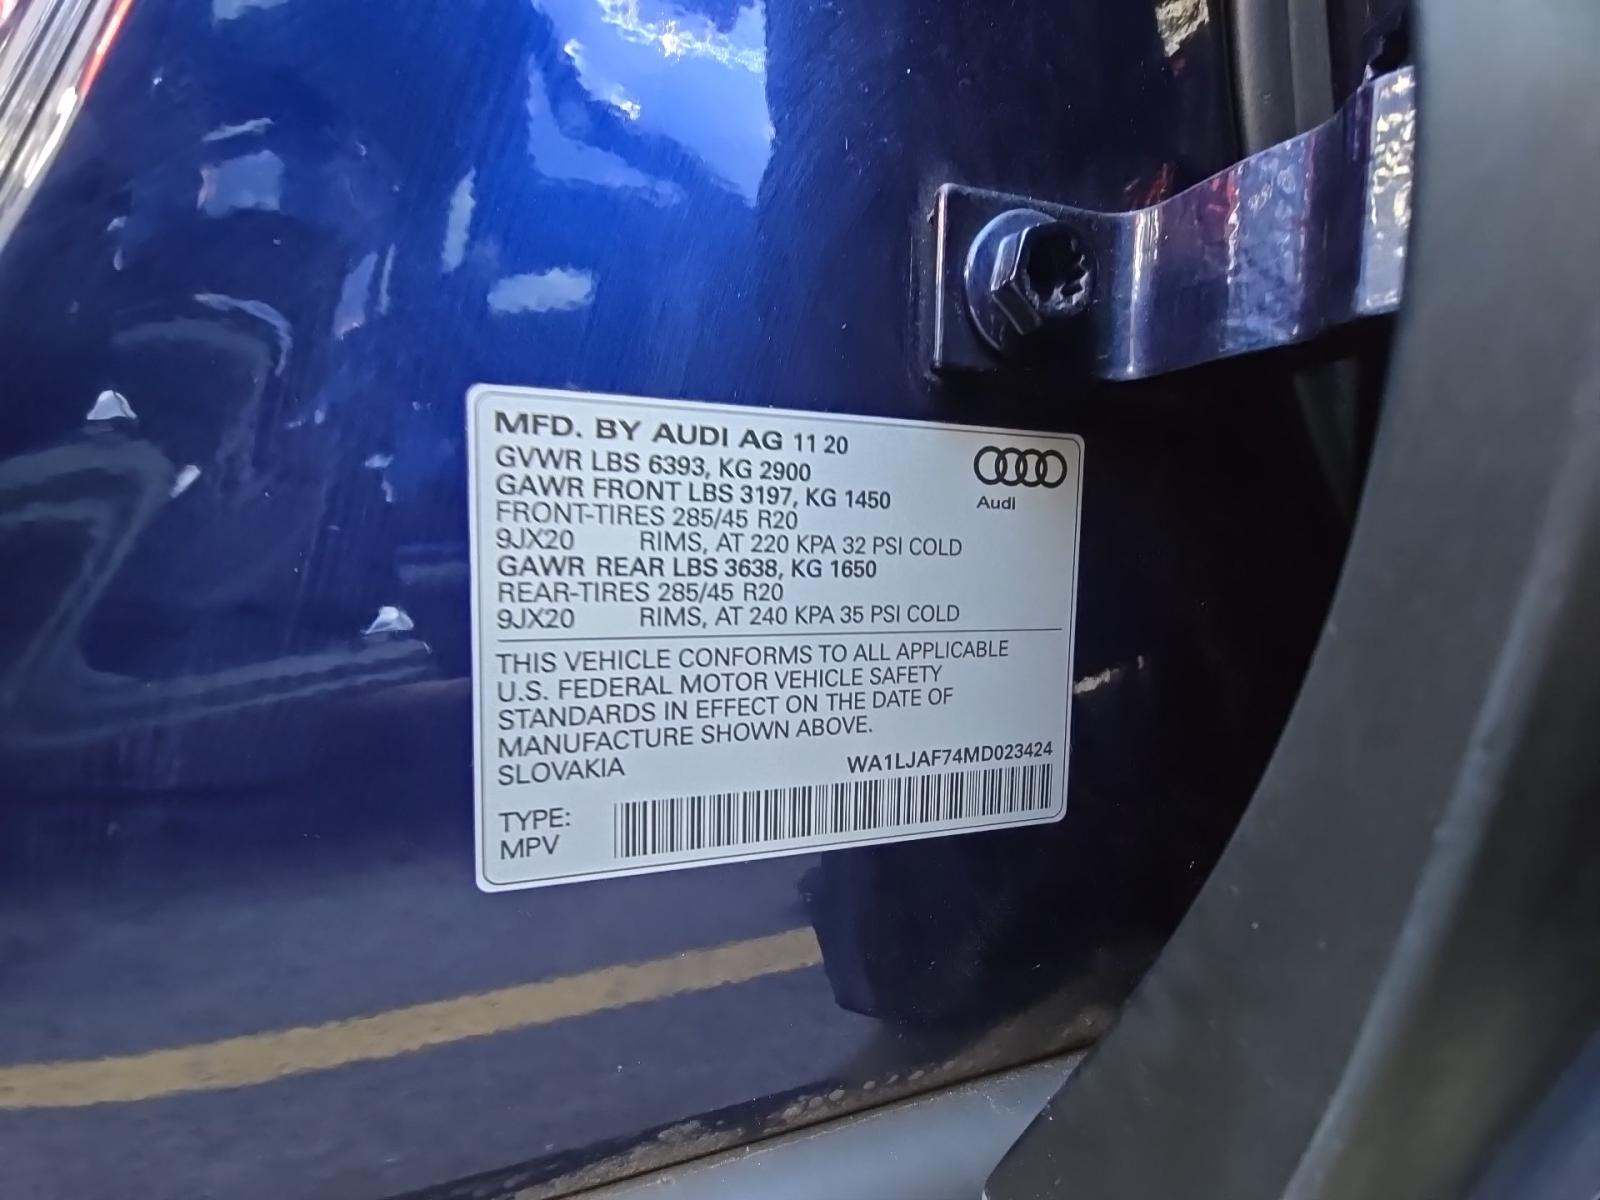 MFD. BY AUDI AG 11 20
GVWR LBS 6393, KG 2900
GAWR FRONT LBS 3197, KG 1450
FRONT-TIRES 285/45 R20
9JX20 RIMS, AT 220 KPA 32 PSI COLD
GAWR REAR LBS 3638, KG 1650
REAR-TIRES 285/45 R20
9JX20 RIMS, AT 240 KPA 35 PSI COLD
Audi
THIS VEHICLE CONFORMS TO ALL APPLICABLE
U.S. FEDERAL MOTOR VEHICLE SAFETY
STANDARDS IN EFFECT ON THE DATE OF
MANUFACTURE SHOWN ABOVE.
SLOVAKIA WA1LJAF74MD023424
TYPE:
MPV